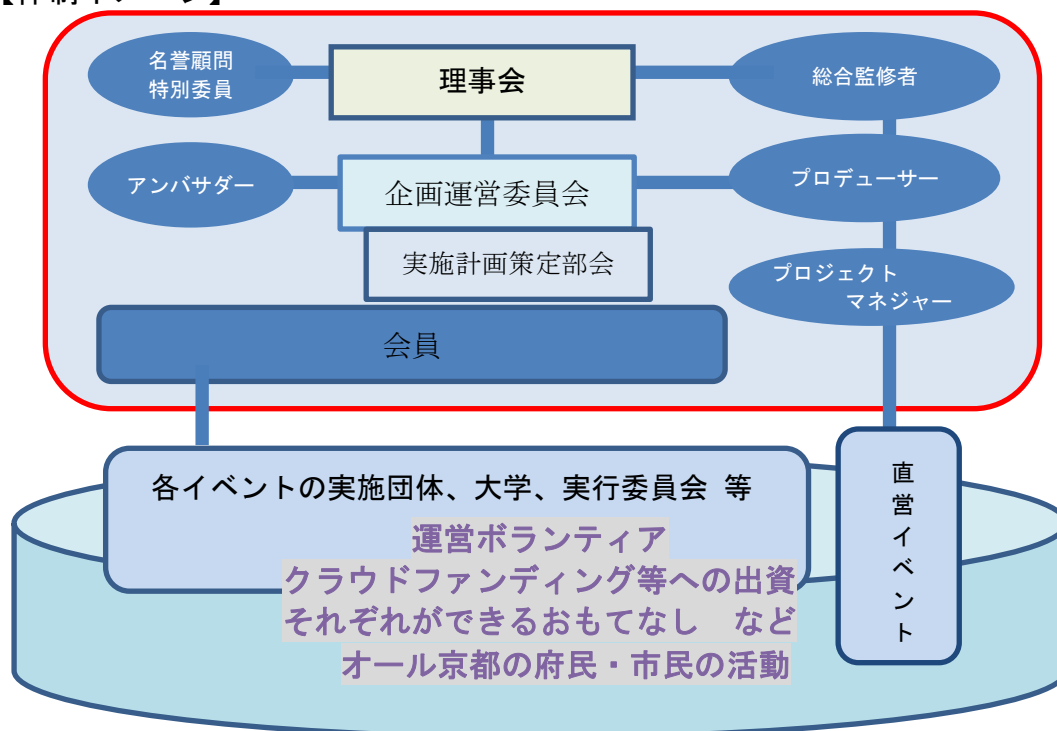 名誉顧問
特別委員
理事会
総合監修者
アンバサダー
企画運営委員会
プロデューサー
実施計画策定部会
プロジェクト
マネジャー
会員
各イベントの実施団体、大学、実行委員会 等
運営ボランティア
クラウドファンディング等への出資
それぞれができるおもてなし　など
オール京都の府民・市民の活動
直営イベント